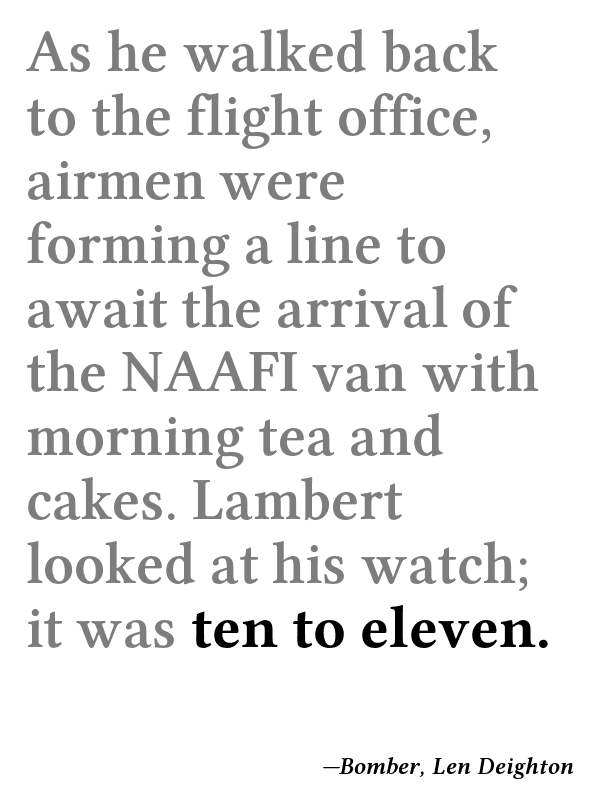 As he walked back
to the flight office,
airmen were
forming a line to
await the arrival of
the NAAFI van with
morning tea and
cakes. Lambert
looked at his watch;
it was ten to eleven.
—Bomber, Len Deighton